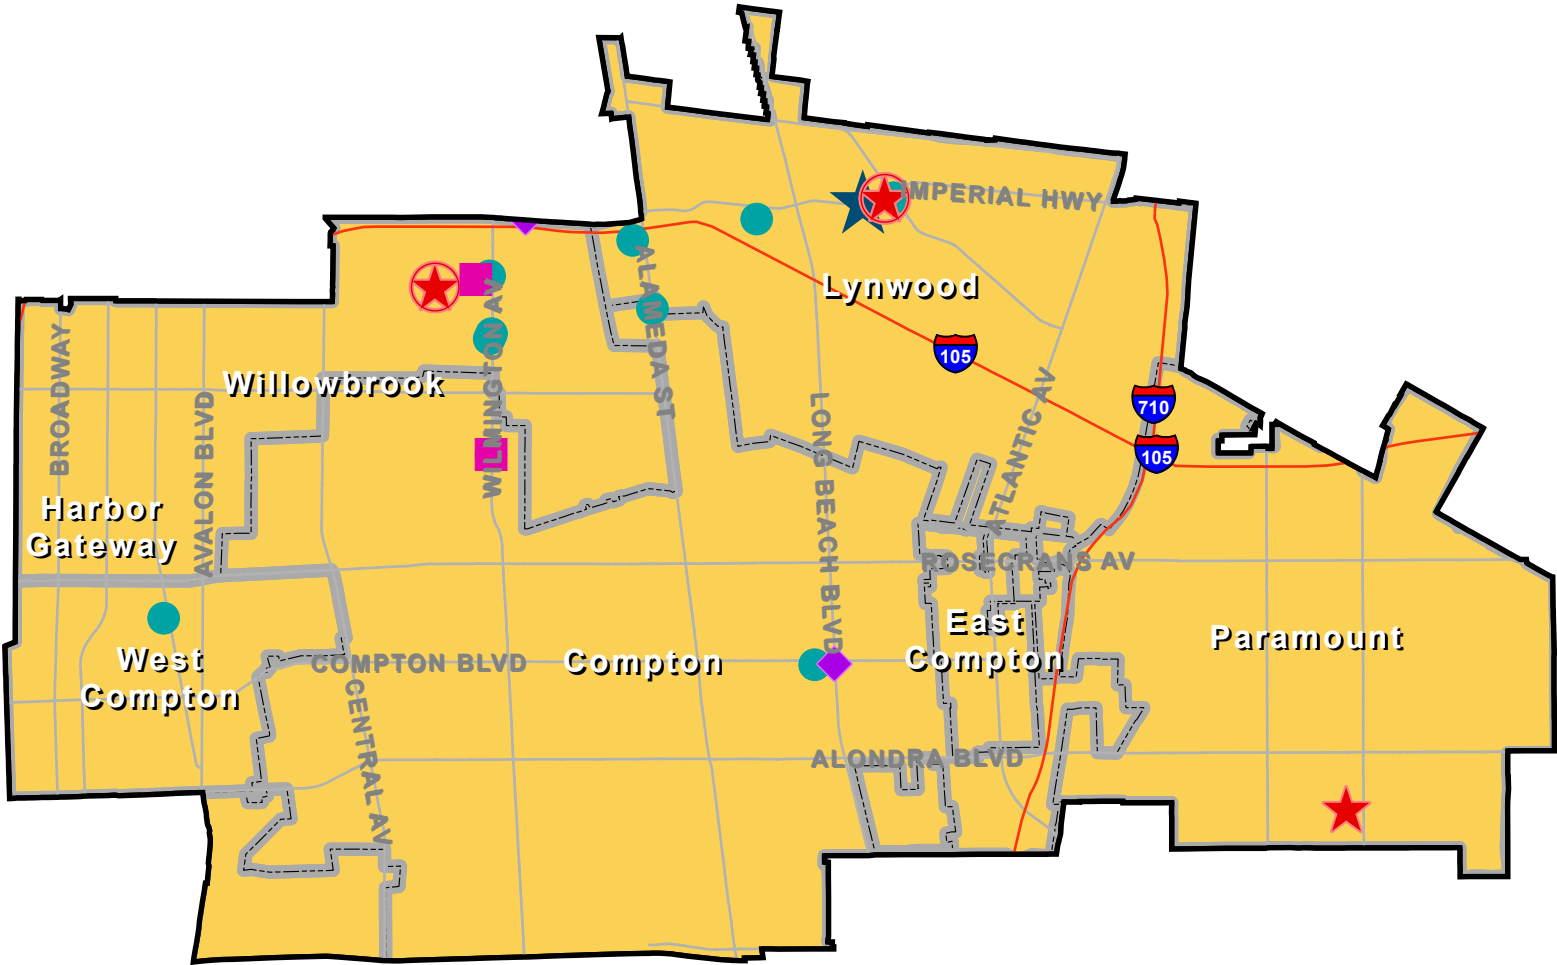 IMPERIAL HWY
Lynwood
105
Willowbrook
BROADWAY
AVALON BLVD
WILMINGTON AV
ALAMEDA ST
LONG BEACH BLVD
ATLANTIC AV
710
105
Harbor
Gateway
ROSECRANS AV
East
Compton
Paramount
West
Compton
COMPTON BLVD
Compton
CENTRAL AV
ALONDRA BLVD